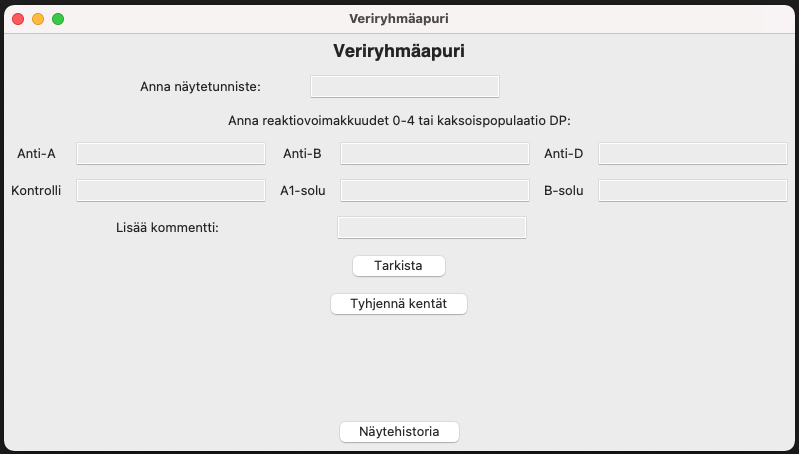 Veriryhmäapuri
Veriryhmäapuri
Anna näytetunniste:
Anna reaktiovoimakkuudet 0-4 tai kaksoispopulaatio DP:
Anti-A Anti-B Anti-D
Kontrolli A1-solu B-solu
Lisää kommentti:
Tarkista
Tyhjennä kentät
Näytehistoria